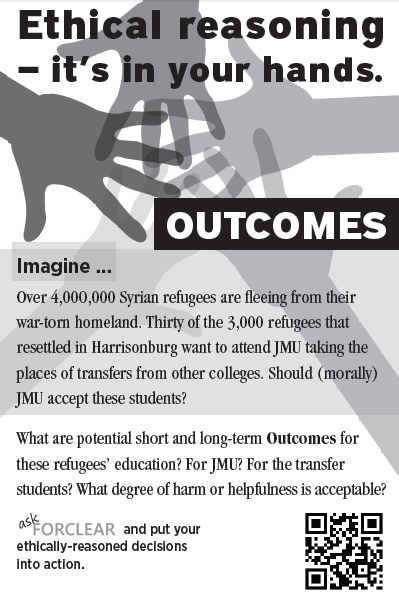 Ethical reasoning
– it's in your hands.
OUTCOMES
Imagine ...
Over 4,000,000 Syrian refugees are fleeing from their
war-torn homeland. Thirty of the 3,000 refugees that
resettled in Harrisonburg want to attend JMU taking the
places of transfers from other colleges. Should (morally)
JMU accept these students?
What are potential short and long-term Outcomes for
these refugees' education? For JMU? For the transfer
students? What degree of harm or helpfulness is acceptable?
ask FORCLEAR and put your
ethically-reasoned decisions
into action.